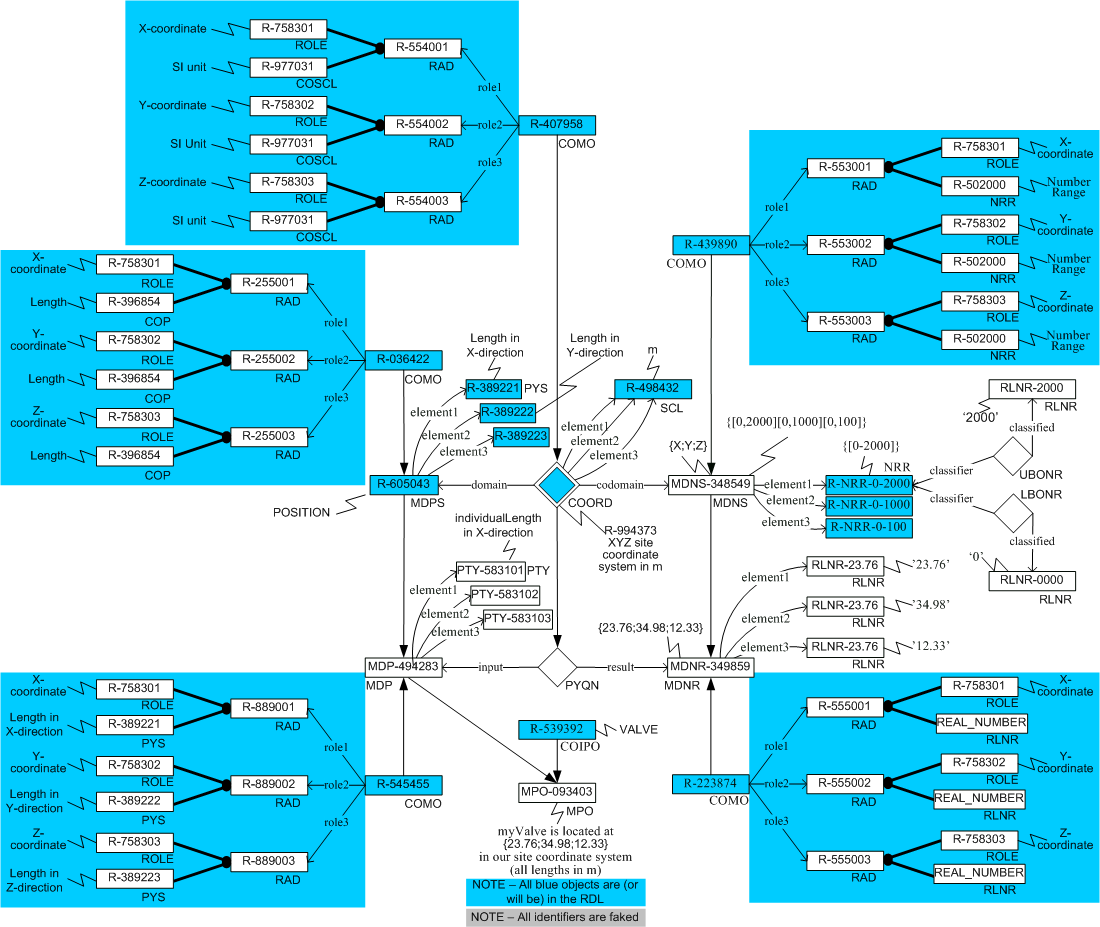 X-coordinate
R-758301
ROLE
R-554001
RAD
SI unit
R-977031
COSCL
Y-coordinate
R-758302
ROLE
R-554002
RAD
SI Unit
R-977031
COSCL
Z-coordinate
R-758303
ROLE
R-554003
RAD
SI unit
R-977031
COSCL
role1
role2
role3
R-407958
COMO
X-
coordinate
R-758301
ROLE
R-255001
RAD
Length
R-396854
COP
Y-
coordinate
R-758302
ROLE
R-255002
RAD
Length
R-396854
COP
Z-
coordinate
R-758303
ROLE
R-255003
RAD
Length
R-396854
COP
role1
role2
role3
R-036422
COMO
R-439890
COMO
role1
role2
role3
R-553001
RAD
R-758301
ROLE
X-
coordinate
R-502000
NRR
Number
Range
R-553002
RAD
R-758302
ROLE
Y-
coordinate
R-502000
NRR
Number
Range
R-553003
RAD
R-758303
ROLE
Z-
coordinate
R-502000
NRR
Number
Range
Length in
X-direction
R-389221
PYS
Length in
Y-direction
R-389222
R-389223
element1
element2
element3
m
R-498432
SCL
element1
element2
element3
POSITION
R-605043
MDPS
domain
COORD
codomain
R-994373
XYZ site
coordinate
system in m
{X;Y;Z}
{[0,2000][0,1000][0,100]}
MDNS-348549
MDNS
element1
element2
element3
{[0-2000]}
NRR
R-NRR-0-2000
R-NRR-0-1000
R-NRR-0-100
classifier
classifier
RLNR-2000
RLNR
‘2000’
classified
UBONR
LBONR
classified
‘0’
RLNR-0000
RLNR
individualLength
in X-direction
PTY-583101
PTY
PTY-583102
PTY-583103
element1
element2
element3
MDP-494283
MDP
input
PYQN
result
{23.76;34.98;12.33}
MDNR-349859
MDNR
element1
element2
element3
RLNR-23.76
RLNR
’23.76’
RLNR-23.76
RLNR
’34.98’
RLNR-23.76
RLNR
’12.33’
X-
coordinate
R-758301
ROLE
R-889001
RAD
Length in
X-direction
R-389221
PYS
Y-
coordinate
R-758302
ROLE
R-889002
RAD
Length in
Y-direction
R-389222
PYS
Z-
coordinate
R-758303
ROLE
R-889003
RAD
Length in
Z-direction
R-389223
PYS
role1
role2
role3
R-545455
COMO
R-539392
COIPO
VALVE
MPO-093403
MPO
myValve is located at
{23.76;34.98;12.33}
in our site coordinate system
(all lengths in m)
R-223874
COMO
role1
role2
role3
R-555001
RAD
R-758301
ROLE
X-
coordinate
REAL_NUMBER
RLNR
R-555002
RAD
R-758302
ROLE
Y-
coordinate
REAL_NUMBER
RLNR
R-555003
RAD
R-758303
ROLE
Z-
coordinate
REAL_NUMBER
RLNR
NOTE – All blue objects are (or
will be) in the RDL
NOTE – All identifiers are faked